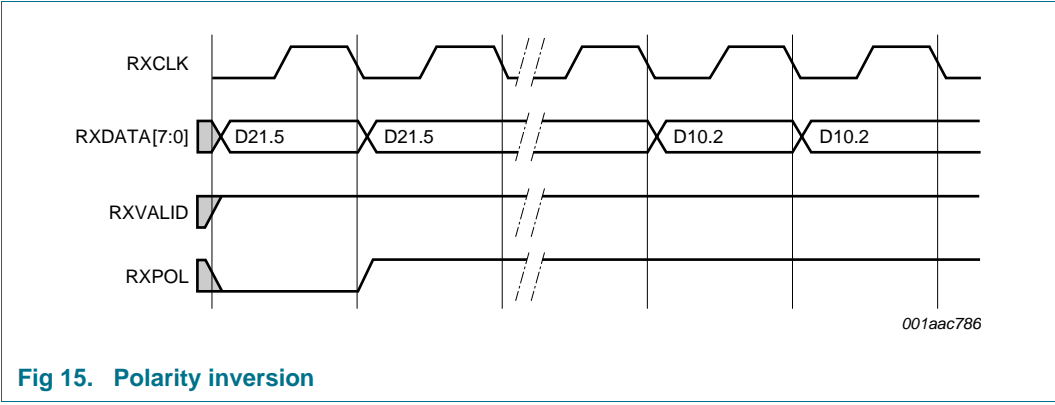 RXCLK
RXDATA[7:0] D21.5 D21.5 D10.2 D10.2
RXVALID
RXPOL
001aac786
Fig 15. Polarity inversion